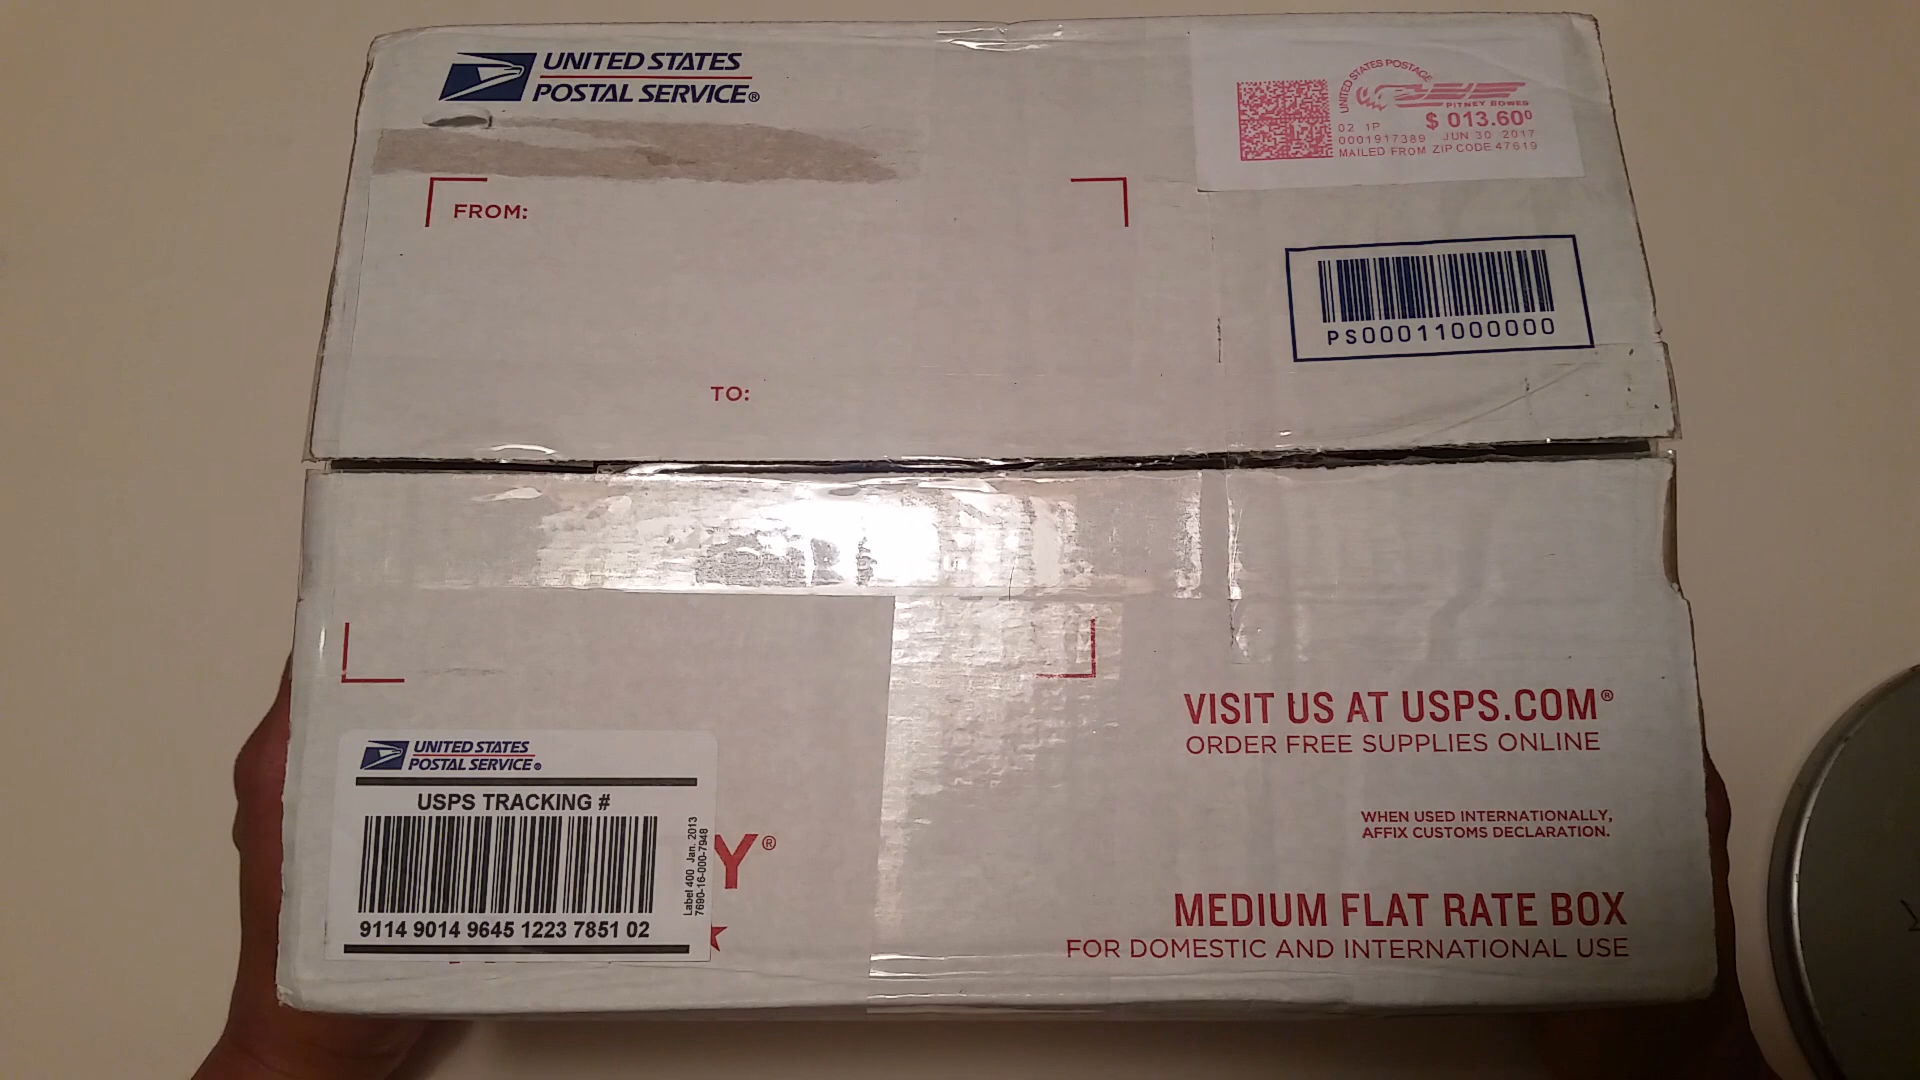 UNITED STATES
POSTAL SERVICE®
UNITED STATES POSTAGE
PITNEY BOWES
$ 013.60⁰
02 1P
0001917389 JUN 30 2017
MAILED FROM ZIP CODE 47619
FROM:
PS00011000000
TO:
VISIT US AT USPS.COM®
ORDER FREE SUPPLIES ONLINE
UNITED STATES
POSTAL SERVICE®
USPS TRACKING #
9114 9014 9645 1223 7851 02
Label 400 Jan. 2013
7690-16-000-7948
Y®
WHEN USED INTERNATIONALLY,
AFFIX CUSTOMS DECLARATION.
MEDIUM FLAT RATE BOX
FOR DOMESTIC AND INTERNATIONAL USE